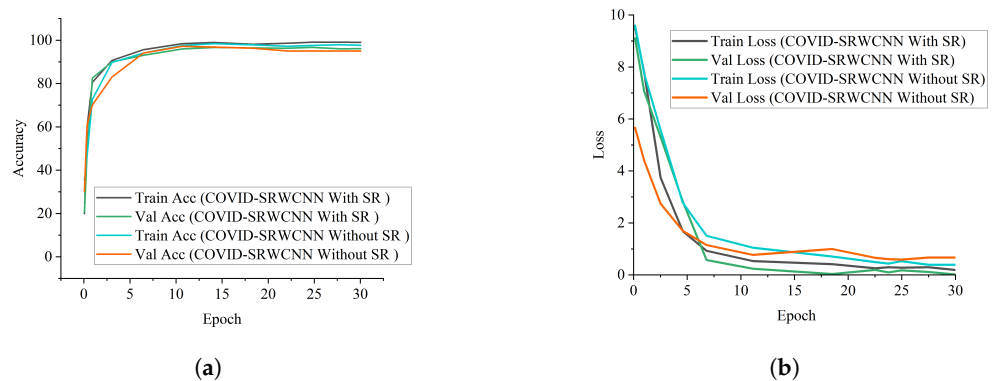 100
80
60
40
20
0
Accuracy
Train Acc (COVID-SRWCNN With SR )
Val Acc (COVID-SRWCNN With SR )
Train Acc (COVID-SRWCNN Without SR )
Val Acc (COVID-SRWCNN Without SR )
0 5 10 15 20 25 30
Epoch
(a)
10
8
6
4
2
0
Loss
Train Loss (COVID-SRWCNN With SR)
Val Loss (COVID-SRWCNN With SR)
Train Loss (COVID-SRWCNN Without SR)
Val Loss (COVID-SRWCNN Without SR)
0 5 10 15 20 25 30
Epoch
(b)